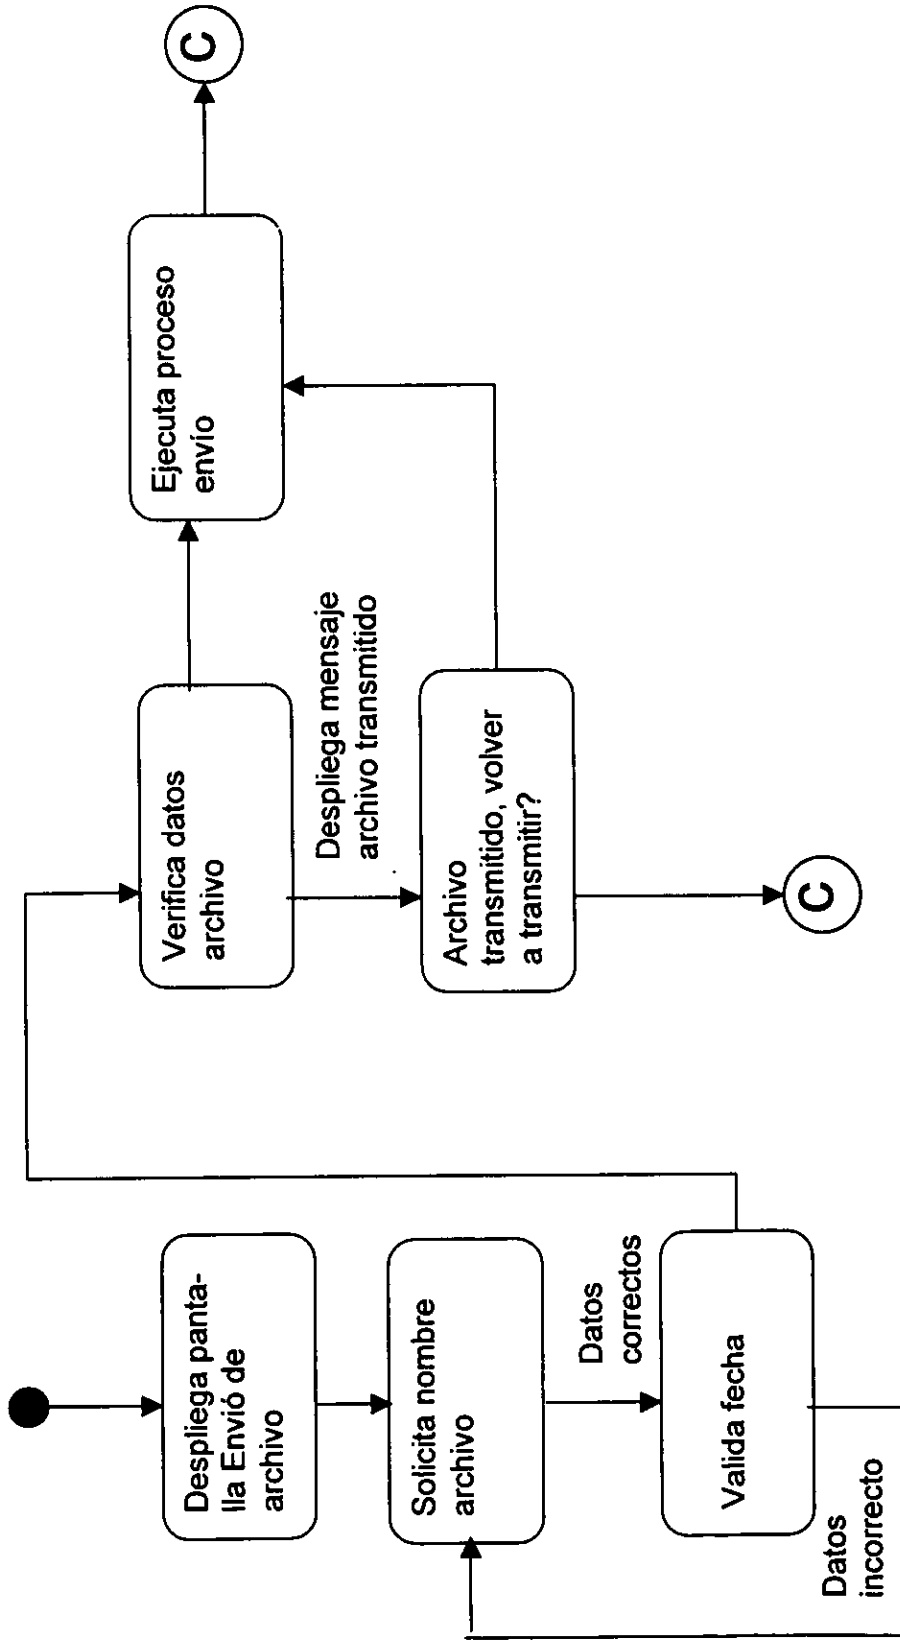 Despliega panta-
lla Envió de
archivo
Solicita nombre
archivo
Datos
correctos
Valida fecha
Datos
incorrecto
Verifica datos
archivo
Despliega mensaje
archivo transmitido
Archivo
transmitido, volver
a transmitir?
C
Ejecuta proceso
envío
C